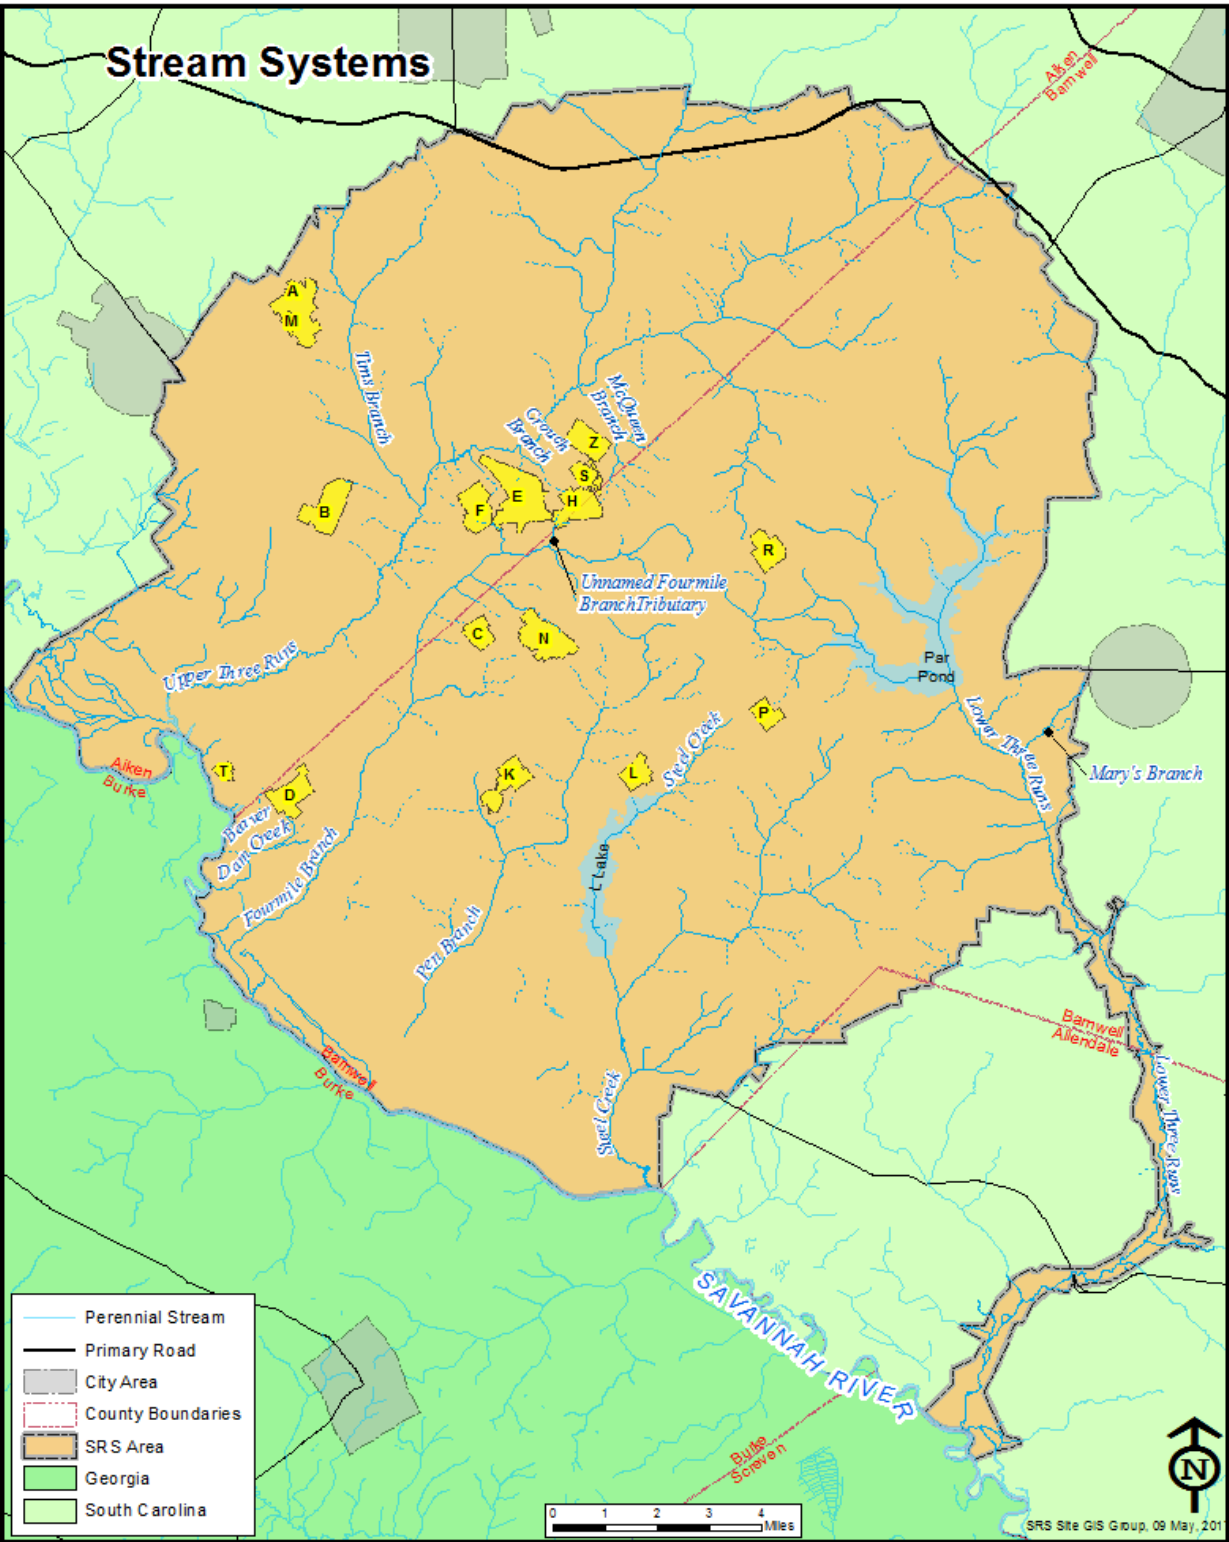 Stream Systems
Aiken
Barnwell
A
M
Tims Branch
McQueen
Branch
Crouch
Branch
Z
S
E
H
F
B
R
Unnamed Fourmile
BranchTributary
C
N
Upper Three Runs
Par
Pond
P
Steel Creek
Lower Three Runs
Mary's Branch
Aiken
Burke
T
D
K
L
Beaver
Dam Creek
Fourmile Branch
L Lake
Pen Branch
Barnwell
Allendale
Barnwell
Burke
Steel Creek
Lower Three Runs
SAVANNAH RIVER
Burke
Screven
Perennial Stream
Primary Road
City Area
County Boundaries
SRS Area
Georgia
South Carolina
0 1 2 3 4
Miles
N
SRS Site GIS Group, 09 May, 201